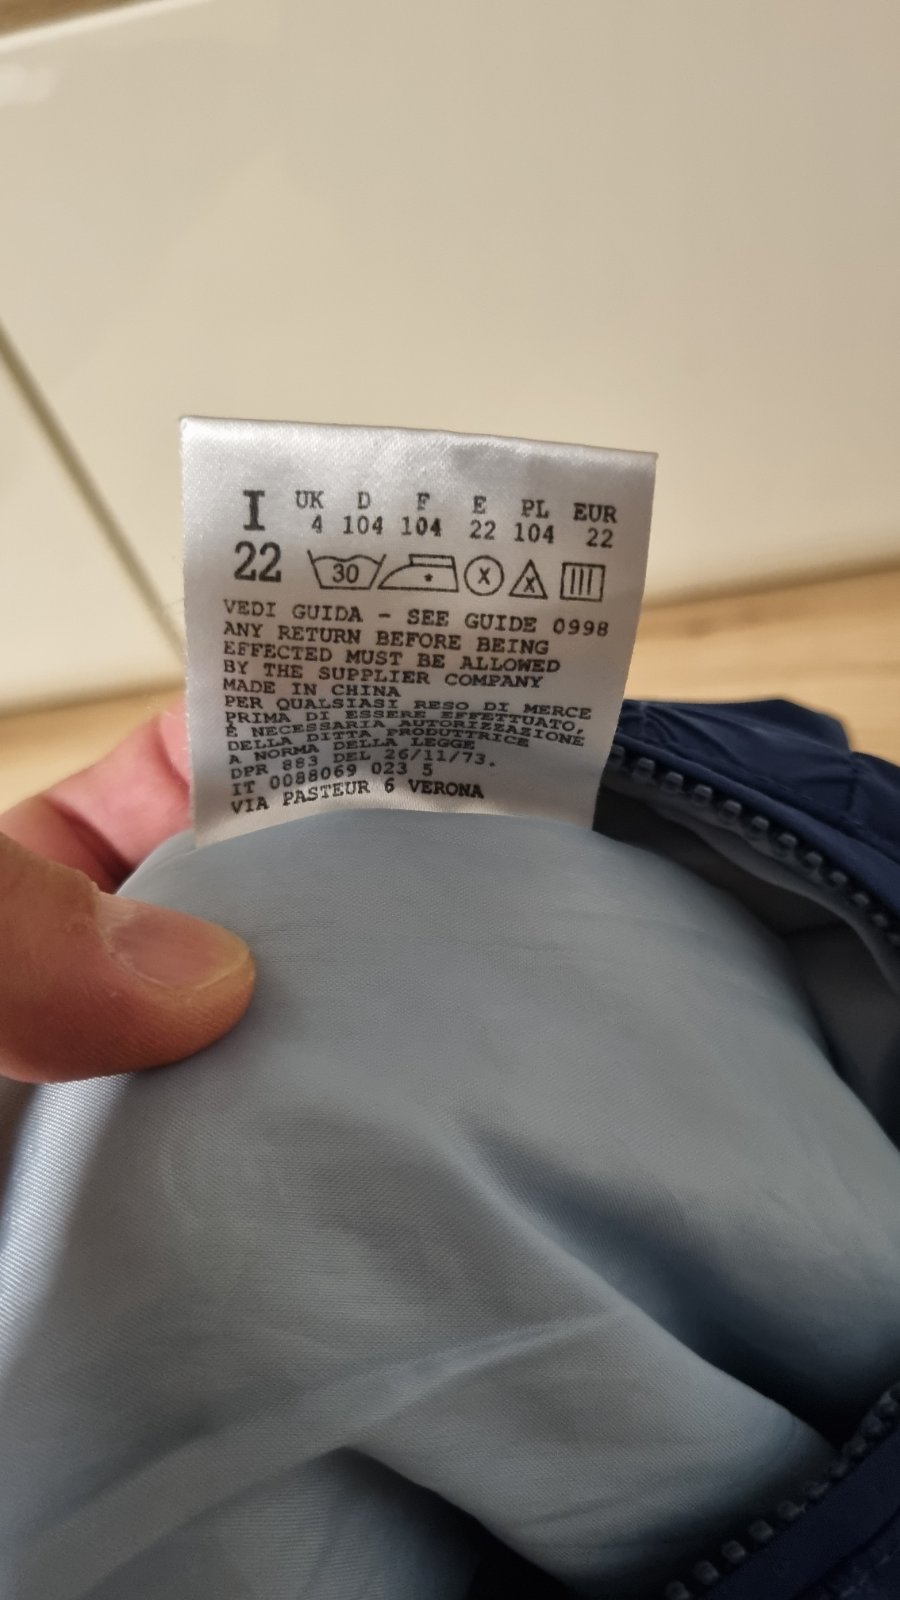 I UK D F E PL EUR
22 4 104 104 22 104 22
30 X X
VEDI GUIDA - SEE GUIDE 0998
ANY RETURN BEFORE BEING
EFFECTED MUST BE ALLOWED
BY THE SUPPLIER COMPANY
MADE IN CHINA
PER QUALSIASI RESO DI MERCE
PRIMA DI ESSERE EFFETTUATO,
È NECESSARIA AUTORIZZAZIONE
DELLA DITTA PRODUTTRICE
A NORMA DELLA LEGGE
DPR 883 DEL 26/11/73.
IT 0088069 023 5
VIA PASTEUR 6 VERONA